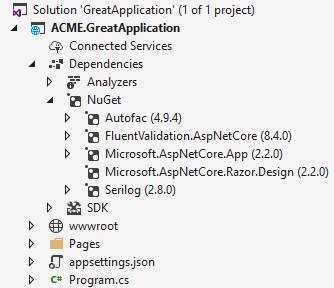 Solution 'GreatApplication' (1 of 1 project)
ACME.GreatApplication
Connected Services
Dependencies
Analyzers
NuGet
Autofac (4.9.4)
FluentValidation.AspNetCore (8.4.0)
Microsoft.AspNetCore.App (2.2.0)
Microsoft.AspNetCore.Razor.Design (2.2.0)
Serilog (2.8.0)
SDK
wwwroot
Pages
appsettings.json
C# Program.cs